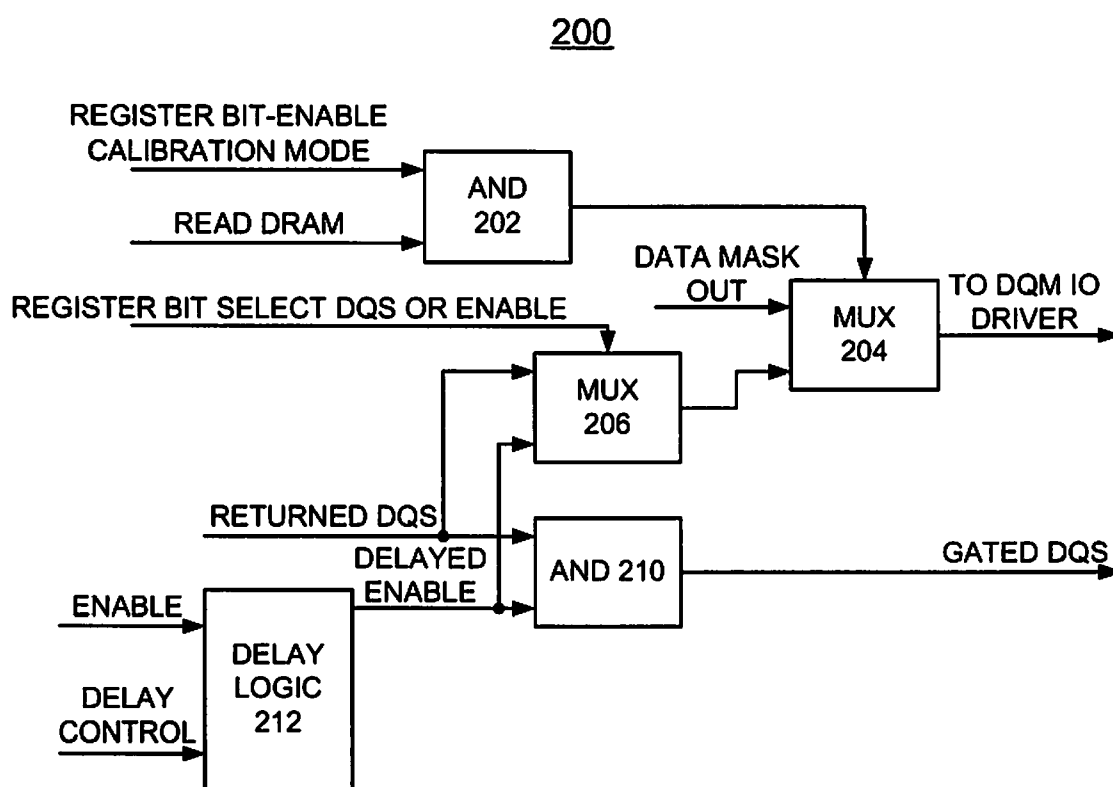 200
REGISTER BIT-ENABLE
CALIBRATION MODE
AND
202
READ DRAM
DATA MASK
OUT
TO DQM IO
DRIVER
MUX
204
REGISTER BIT SELECT DQS OR ENABLE
MUX
206
RETURNED DQS
DELAYED
ENABLE
AND 210
GATED DQS
ENABLE
DELAY
LOGIC
212
DELAY
CONTROL